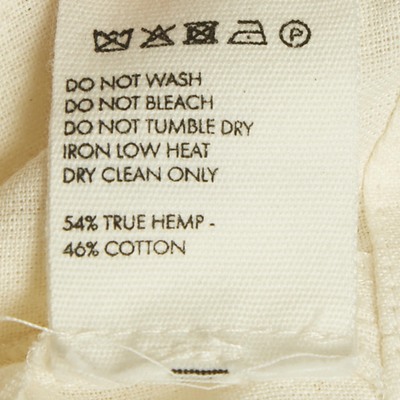 P
DO NOT WASH
DO NOT BLEACH
DO NOT TUMBLE DRY
IRON LOW HEAT
DRY CLEAN ONLY
54% TRUE HEMP -
46% COTTON